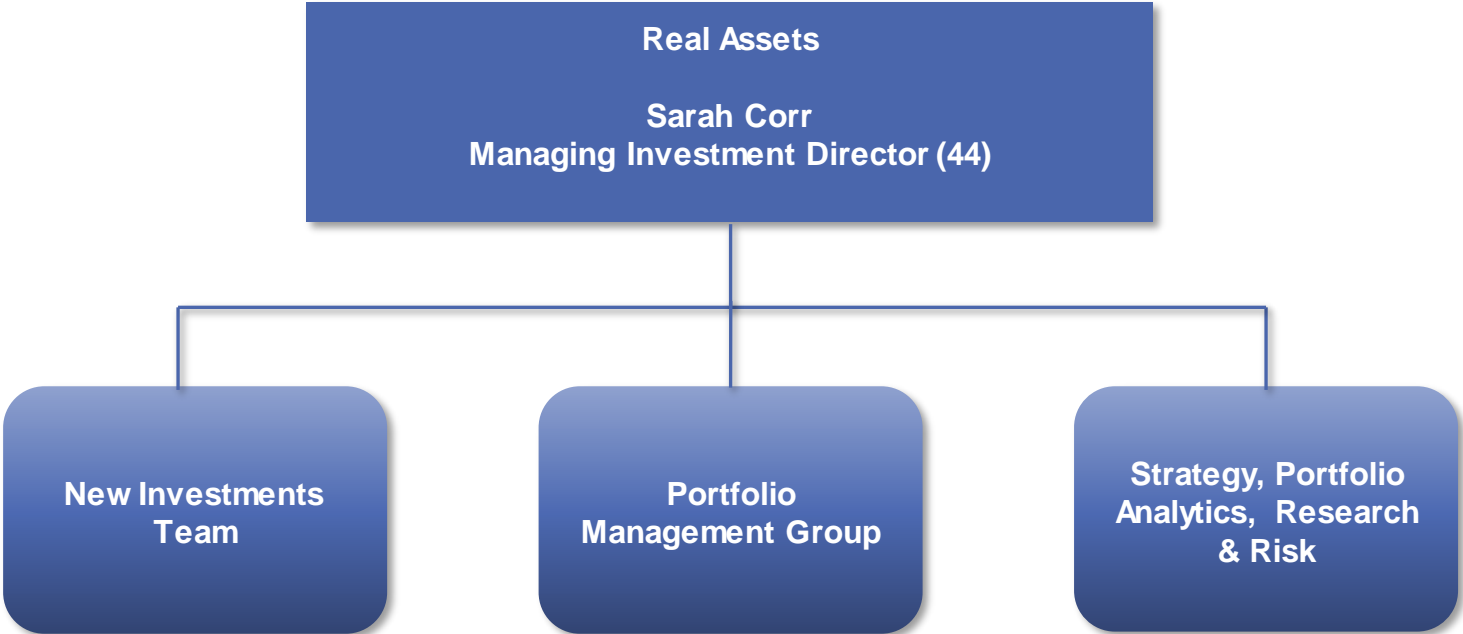 Real Assets
Sarah Corr
Managing Investment Director (44)
New Investments
Team
Portfolio
Management Group
Strategy, Portfolio
Analytics, Research
& Risk